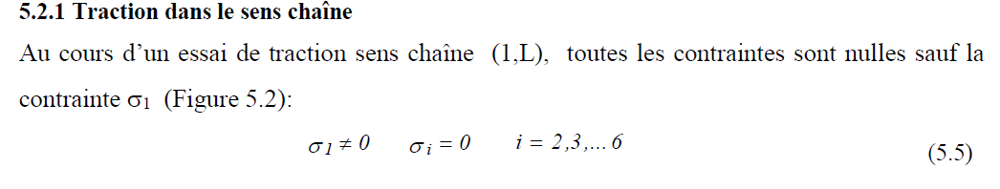 5.2.1 Traction dans le sens chaîne
Au cours d’un essai de traction sens chaîne (1,L), toutes les contraintes sont nulles sauf la
contrainte σ₁ (Figure 5.2):
σ₁ ≠ 0 σᵢ = 0 i = 2,3,... 6 (5.5)